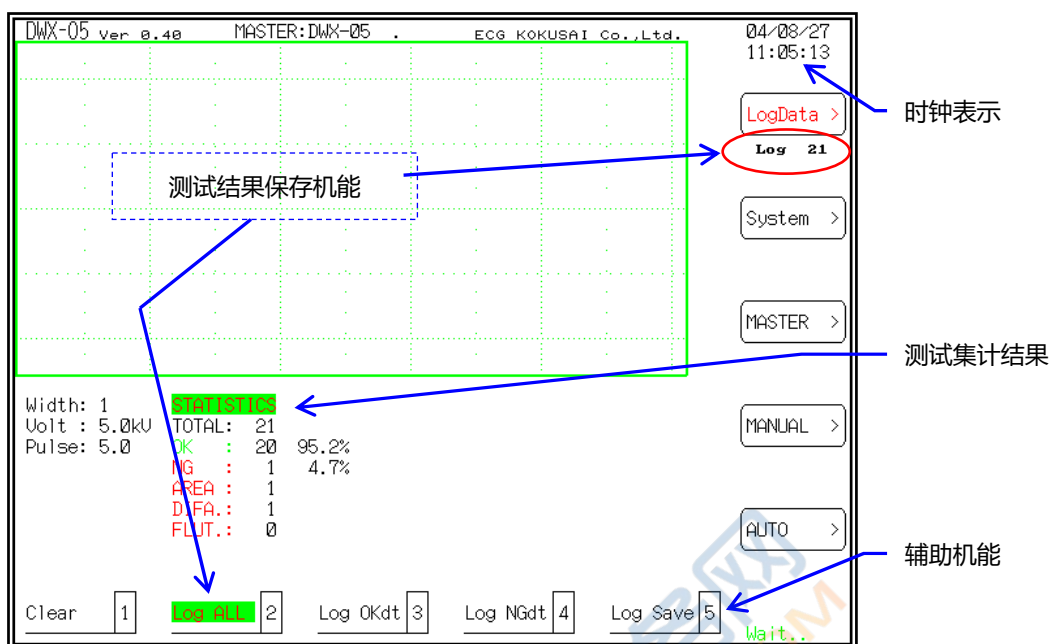 DWX-05 Ver 0.40 MASTER:DWX-05 . ECG KOKUSAI Co.,Ltd. 04/08/27
11:05:13
时钟表示
LogData >
Log 21
测试结果保存机能
System >
MASTER >
测试集计结果
Width: 1 STATISTICS
Volt : 5.0kV TOTAL: 21
Pulse: 5.0 OK : 20 95.2%
NG : 1 4.7%
AREA : 1
DIFA.: 1
FLUT.: 0
MANUAL >
AUTO >
辅助机能
Clear 1 Log ALL 2 Log OKdt 3 Log NGdt 4 Log Save 5
Wait..